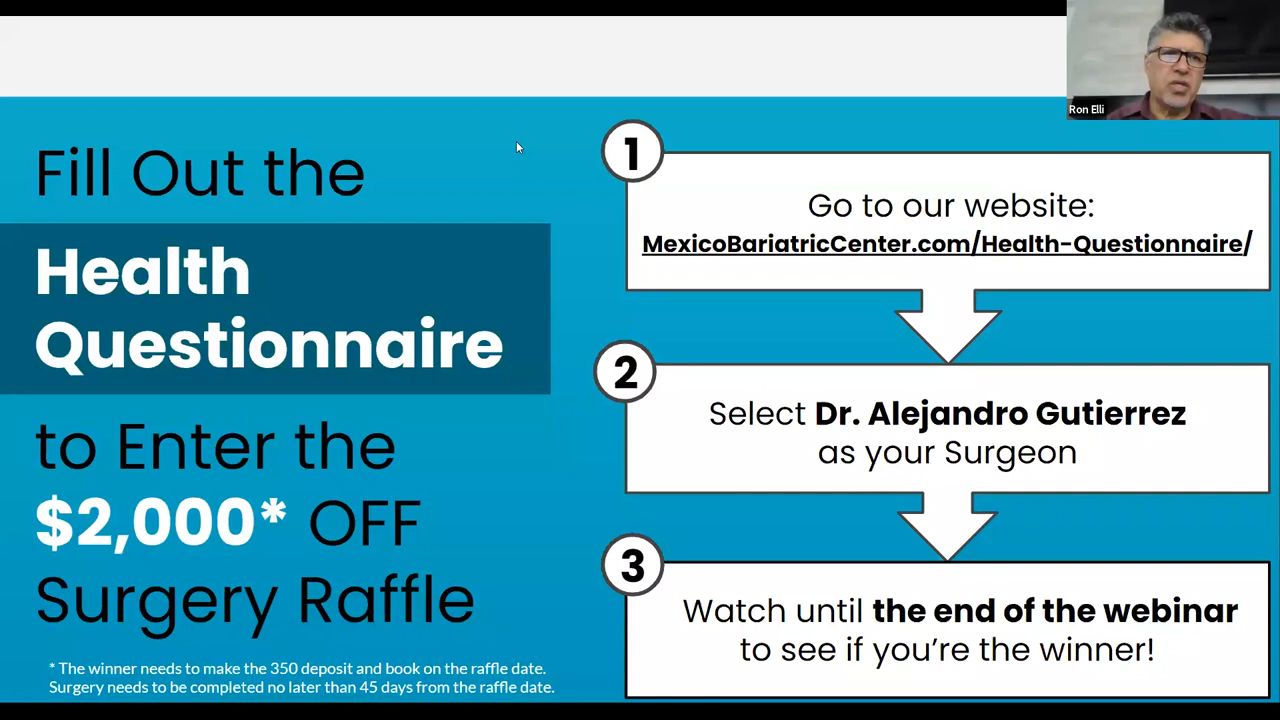 Ron Elli
Fill Out the
Health
Questionnaire
to Enter the
$2,000* OFF
Surgery Raffle
* The winner needs to make the 350 deposit and book on the raffle date.
Surgery needs to be completed no later than 45 days from the raffle date.
1
Go to our website:
MexicoBariatricCenter.com/Health-Questionnaire/
2
Select Dr. Alejandro Gutierrez
as your Surgeon
3
Watch until the end of the webinar
to see if you're the winner!